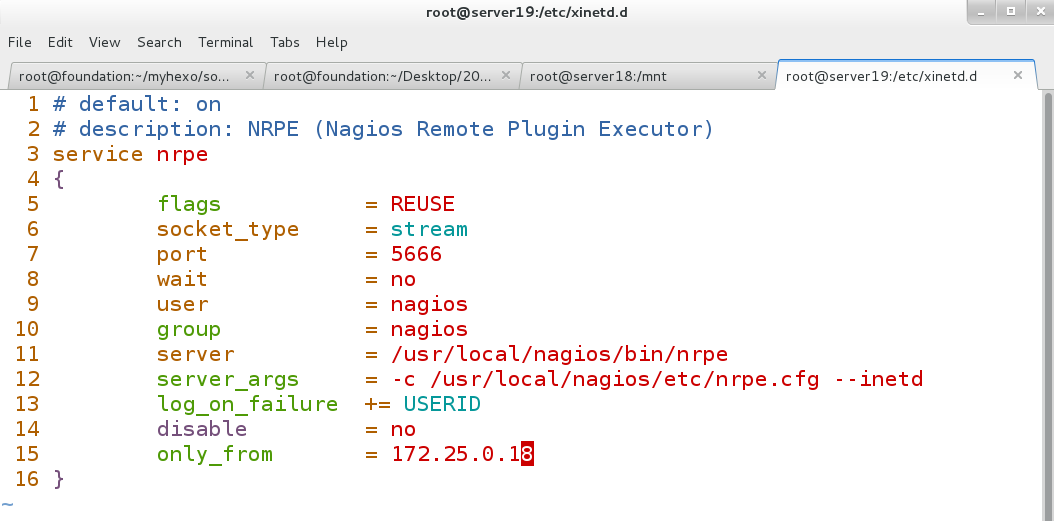 root@server19:/etc/xinetd.d
File Edit View Search Terminal Tabs Help
root@foundation:~/myhexo/so... root@foundation:~/Desktop/20... root@server18:/mnt root@server19:/etc/xinetd.d
1 # default: on
2 # description: NRPE (Nagios Remote Plugin Executor)
3 service nrpe
4 {
5 flags = REUSE
6 socket_type = stream
7 port = 5666
8 wait = no
9 user = nagios
10 group = nagios
11 server = /usr/local/nagios/bin/nrpe
12 server_args = -c /usr/local/nagios/etc/nrpe.cfg --inetd
13 log_on_failure += USERID
14 disable = no
15 only_from = 172.25.0.18
16 }
~